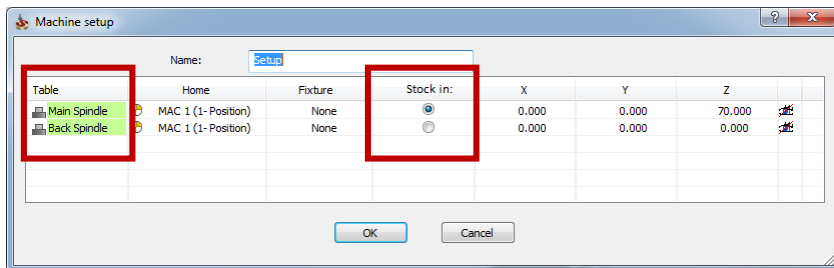 Machine setup
Name: Setup
Table Home Fixture Stock in: X Y Z
Main Spindle MAC 1 (1- Position) None 0.000 0.000 70.000
Back Spindle MAC 1 (1- Position) None 0.000 0.000 0.000
OK Cancel